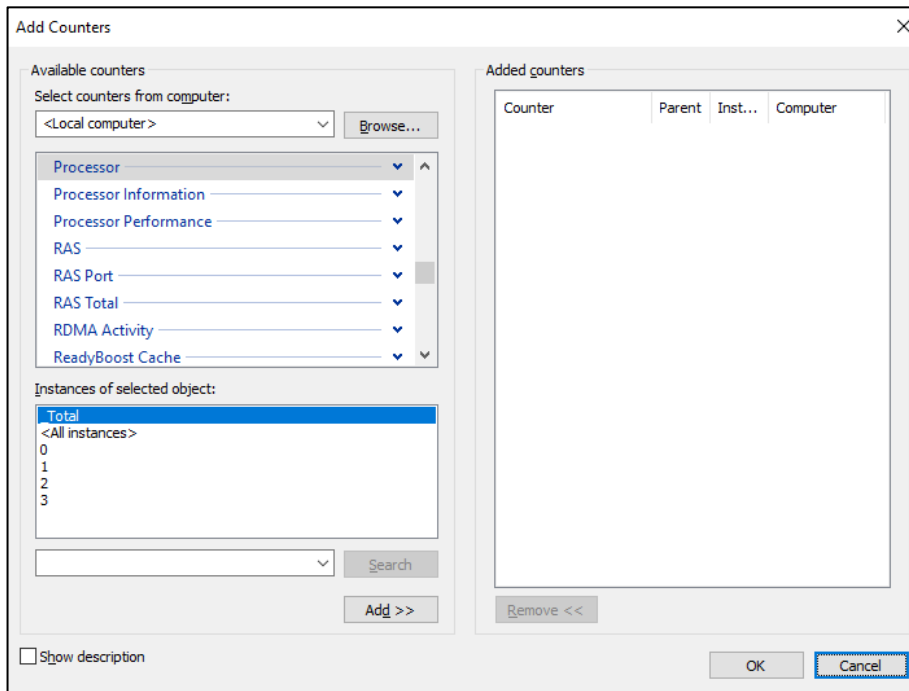 Add Counters
Available counters
Select counters from computer:
<Local computer>
Browse...
Processor
Processor Information
Processor Performance
RAS
RAS Port
RAS Total
RDMA Activity
ReadyBoost Cache
Instances of selected object:
_Total
<All instances>
0
1
2
3
Search
Add >>
Show description
Added counters
Counter Parent Inst... Computer
Remove <<
OK Cancel